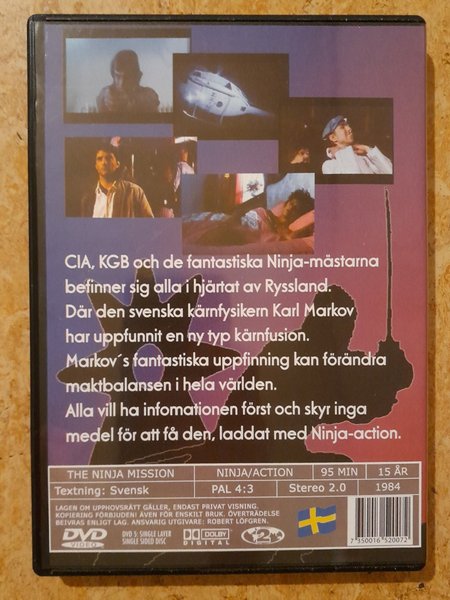 CIA, KGB och de fantastiska Ninja-mästarna
befinner sig alla i hjärtat av Ryssland.
Där den svenska kärnfysikern Karl Markov
har uppfunnit en ny typ kärnfusion.
Markov´s fantastiska uppfinning kan förändra
maktbalansen i hela världen.
Alla vill ha infomationen först och skyr inga
medel för att få den, laddat med Ninja-action.
THE NINJA MISSION NINJA/ACTION 95 MIN 15 ÅR
Textning: Svensk PAL 4:3 Stereo 2.0 1984
LAGEN OM UPPHOVSRÄTT GÄLLER, ENDAST PRIVAT VISNING.
KOPIERING FÖRBJUDEN! ÄVEN FÖR ENSKILT BRUK. ÖVERTRÄDELSE
BEIVRAS ENLIGT LAG. ANSVARIG UTGIVARE: ROBERT LÖFGREN.
DVD VIDEO
DVD 5: SINGLE LAYER
SINGLE SIDED DISC
DOLBY DIGITAL
2
7 350016 520072